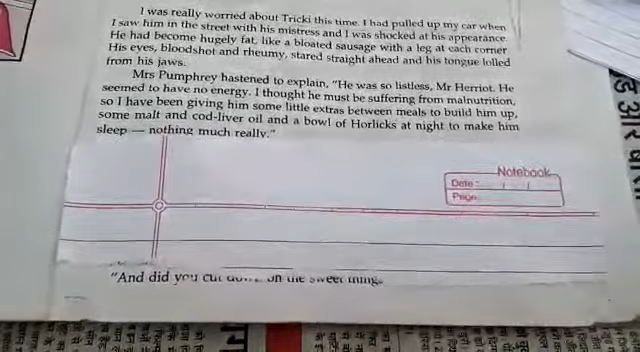 I was really worried about Tricki this time. I had pulled up my car when
I saw him in the street with his mistress and I was shocked at his appearance.
He had become hugely fat, like a bloated sausage with a leg at each corner.
His eyes, bloodshot and rheumy, stared straight ahead and his tongue lolled
from his jaws.
Mrs Pumphrey hastened to explain, "He was so listless, Mr Herriot. He
seemed to have no energy. I thought he must be suffering from malnutrition,
so I have been giving him some little extras between meals to build him up,
some malt and cod-liver oil and a bowl of Horlicks at night to make him
sleep — nothing much really."
Notebook
Date :
Page
"And did you cut down on the sweet things